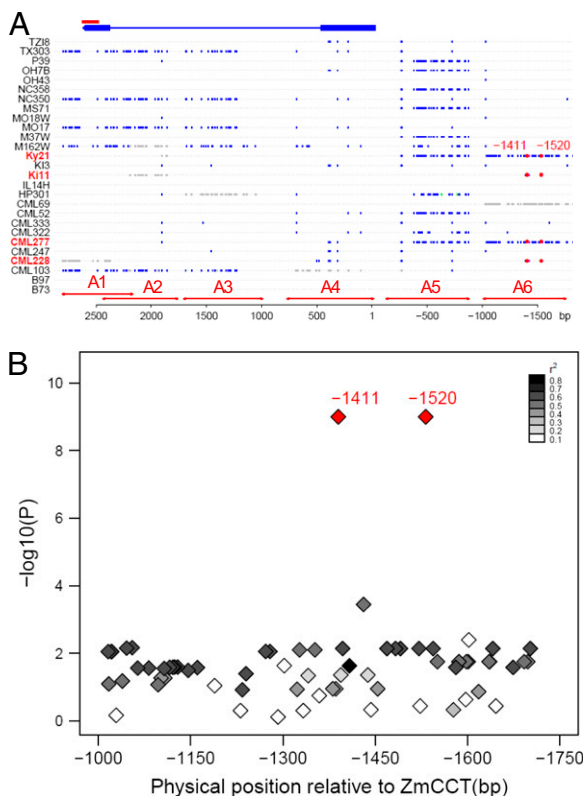 A
TZI8
TX303
P39
OH7B
OH43
NC358
NC350
MS71
MO18W
MO17
M37W
M162W
Ky21
KI3
Ki11
IL14H
HP301
CML69
CML52
CML333
CML322
CML277
CML247
CML228
CML103
B97
B73
−1411 −1520
A1 A2 A3 A4 A5 A6
2500 2000 1500 1000 500 1 −500 −1000 −1500 bp
B
−log10(P)
10
8
6
4
2
0
−1411 −1520
r²
0.8
0.7
0.6
0.5
0.4
0.3
0.2
0.1
−1000 −1150 −1300 −1450 −1600 −1750
Physical position relative to ZmCCT(bp)